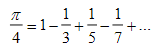 π/4 = 1 − 1/3 + 1/5 − 1/7 + ...